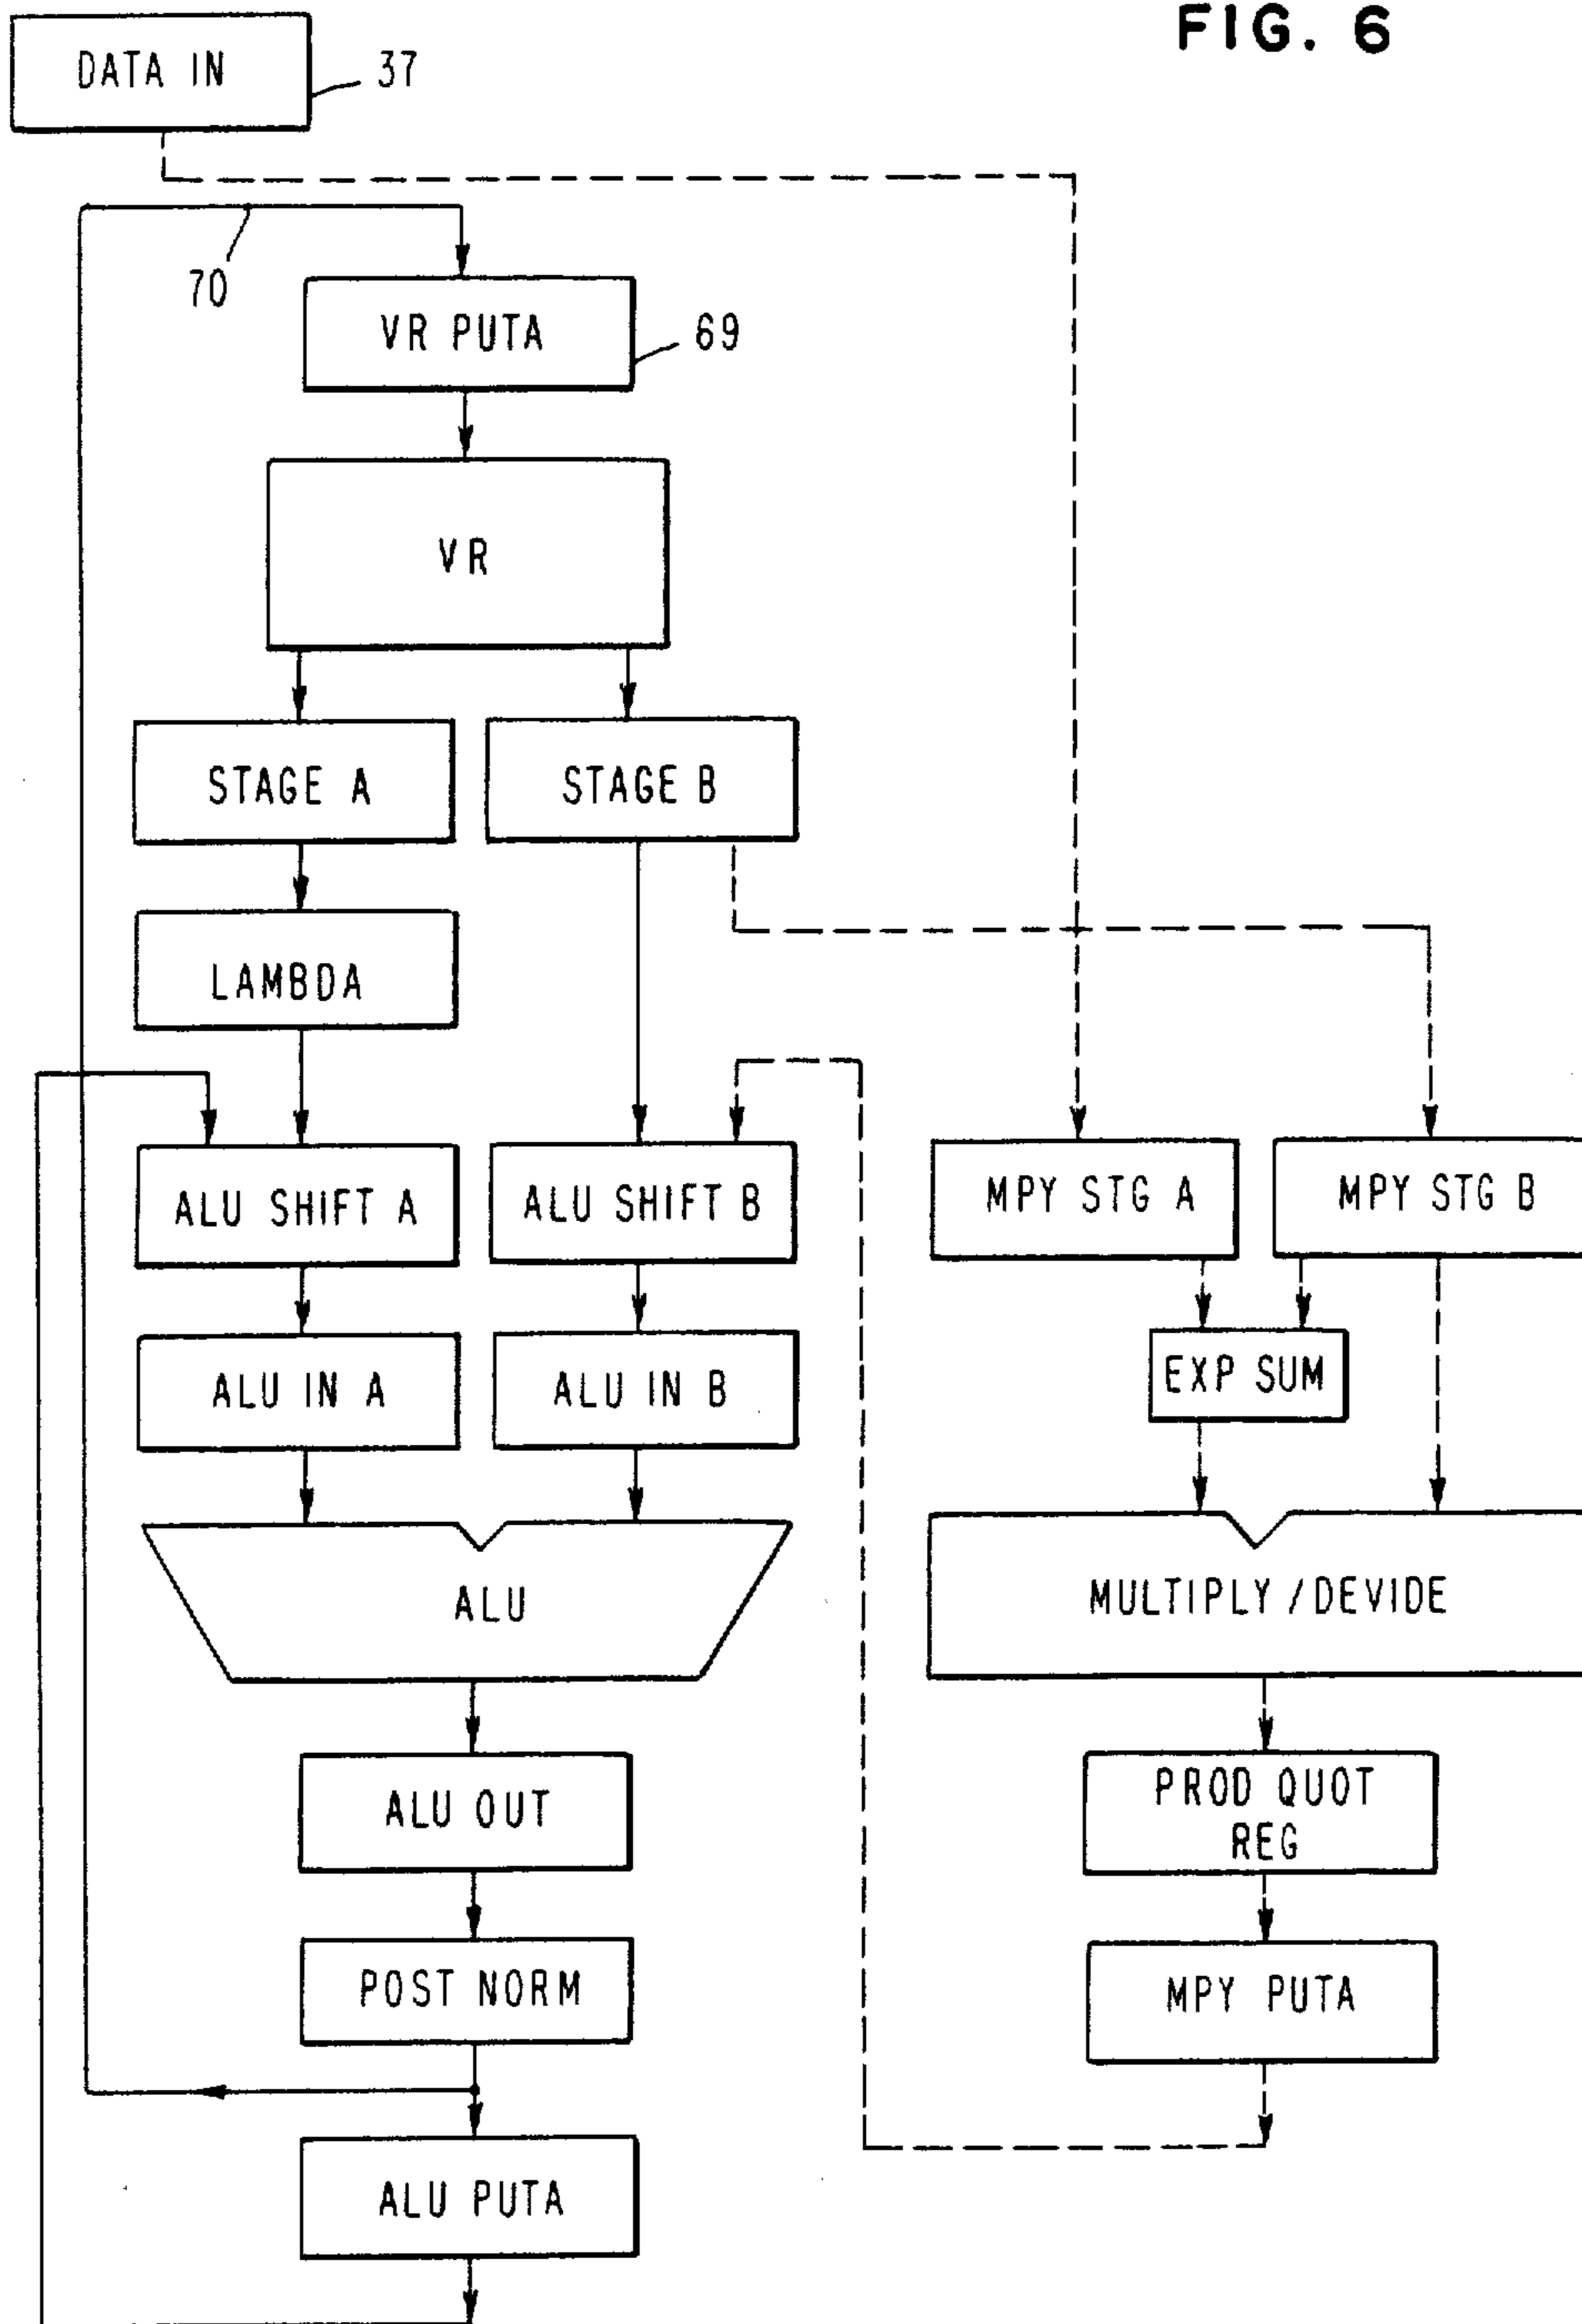 FIG. 6
DATA IN
37
70
VR PUTA
69
VR
STAGE A
STAGE B
LAMBDA
ALU SHIFT A
ALU SHIFT B
MPY STG A
MPY STG B
ALU IN A
ALU IN B
EXP SUM
ALU
MULTIPLY / DEVIDE
ALU OUT
PROD QUOT
REG
POST NORM
MPY PUTA
ALU PUTA